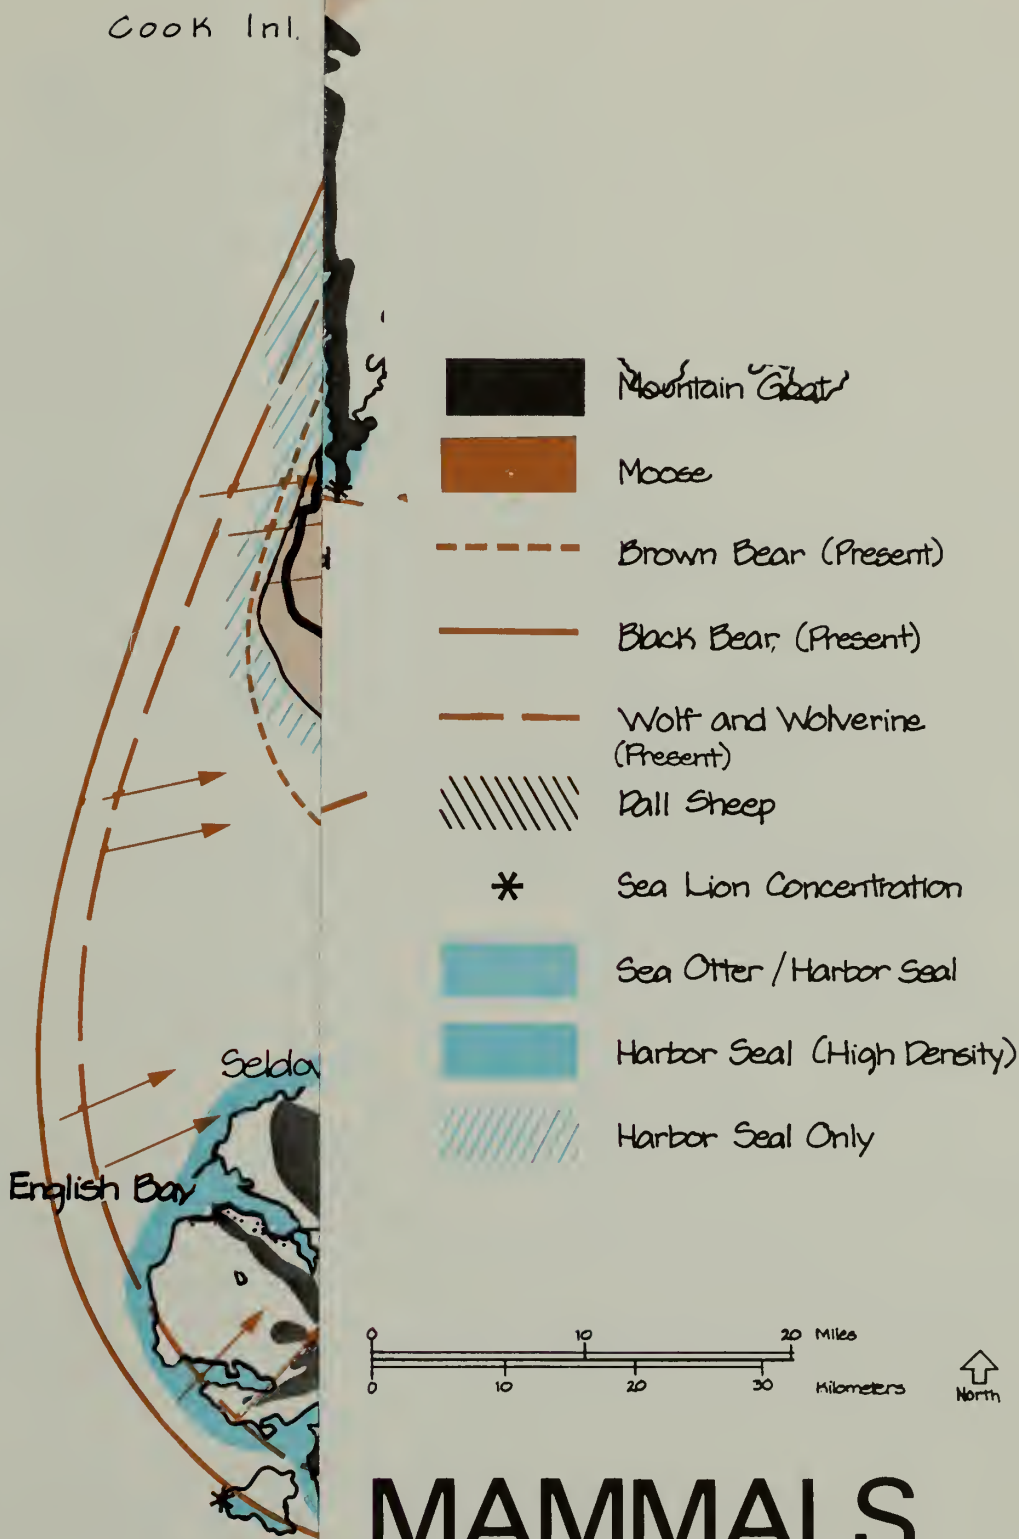 Cook Inl.
Mountain Goat
Moose
Brown Bear (Present)
Black Bear (Present)
Wolf and Wolverine
(Present)
Dall Sheep
Sea Lion Concentration
Sea Otter / Harbor Seal
Harbor Seal (High Density)
Harbor Seal Only
Seldov
English Bay
0 10 20 Miles
0 10 20 30 Kilometers
North
MAMMALS